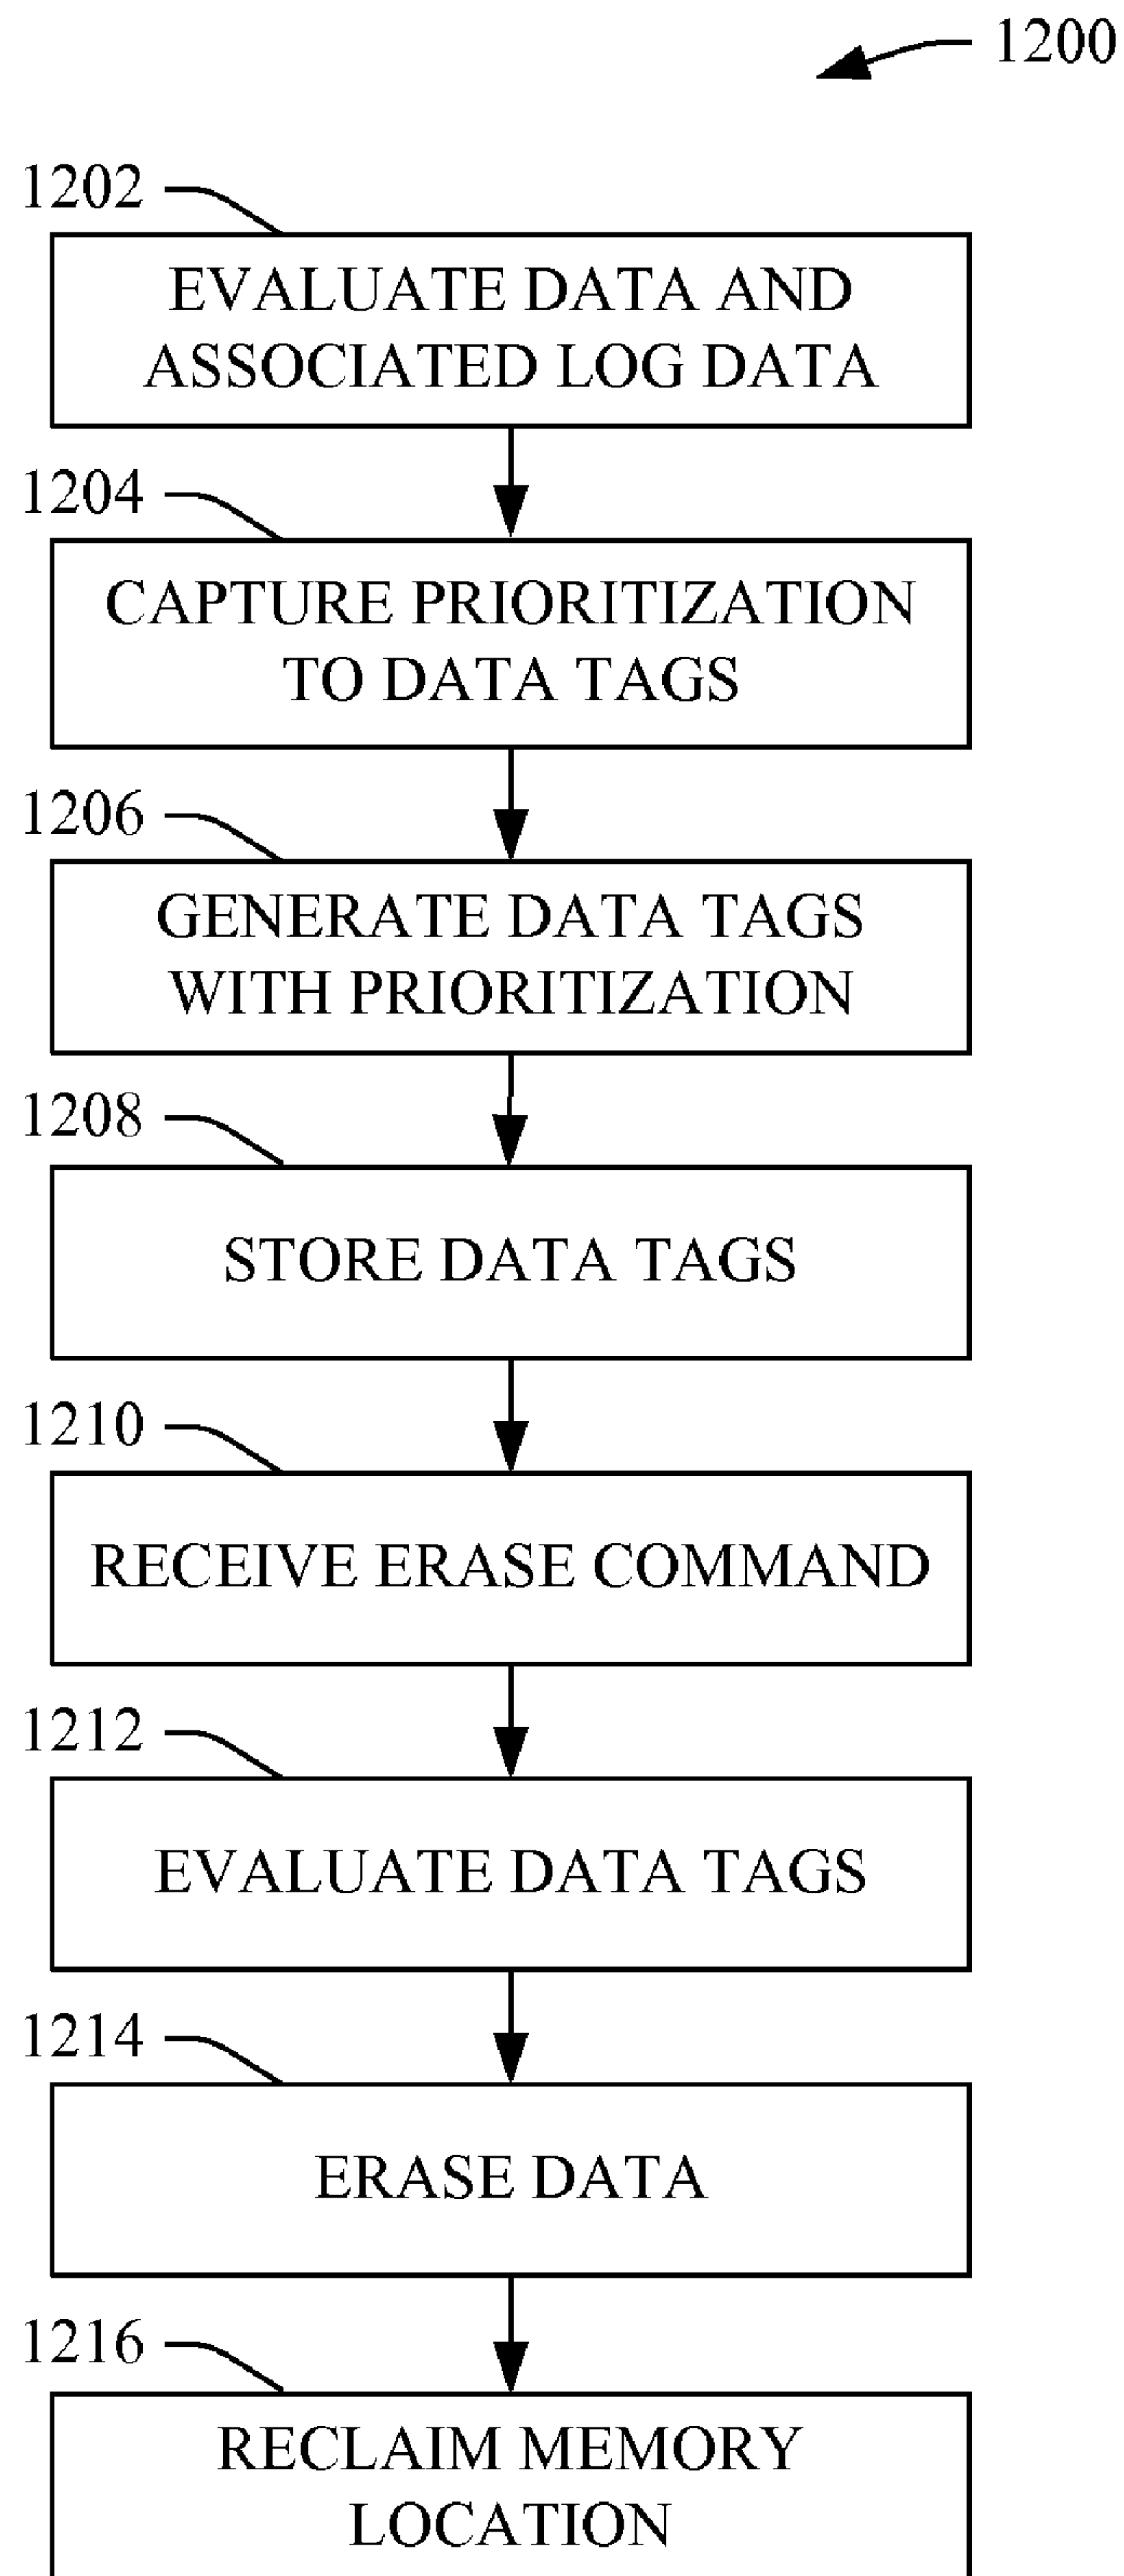 1200
1202
EVALUATE DATA AND
ASSOCIATED LOG DATA
1204
CAPTURE PRIORITIZATION
TO DATA TAGS
1206
GENERATE DATA TAGS
WITH PRIORITIZATION
1208
STORE DATA TAGS
1210
RECEIVE ERASE COMMAND
1212
EVALUATE DATA TAGS
1214
ERASE DATA
1216
RECLAIM MEMORY
LOCATION